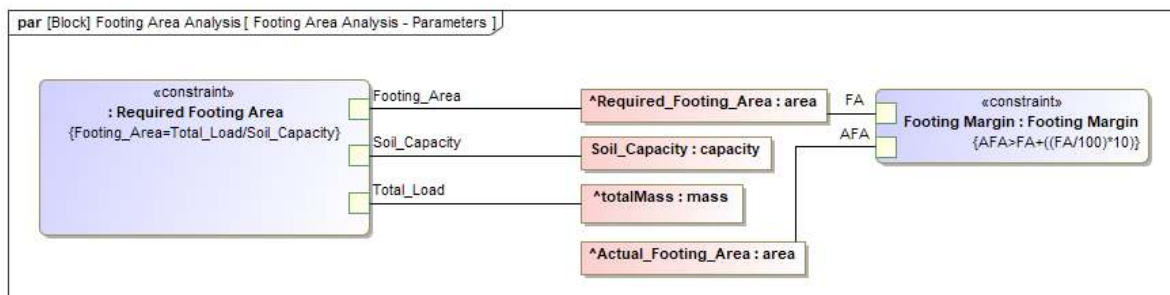 par [Block] Footing Area Analysis [ Footing Area Analysis - Parameters ]
«constraint»
: Required Footing Area
{Footing_Area=Total_Load/Soil_Capacity}
Footing_Area
Soil_Capacity
Total_Load
^Required_Footing_Area : area
Soil_Capacity : capacity
^totalMass : mass
^Actual_Footing_Area : area
FA
AFA
«constraint»
Footing Margin : Footing Margin
{AFA>FA+((FA/100)*10)}